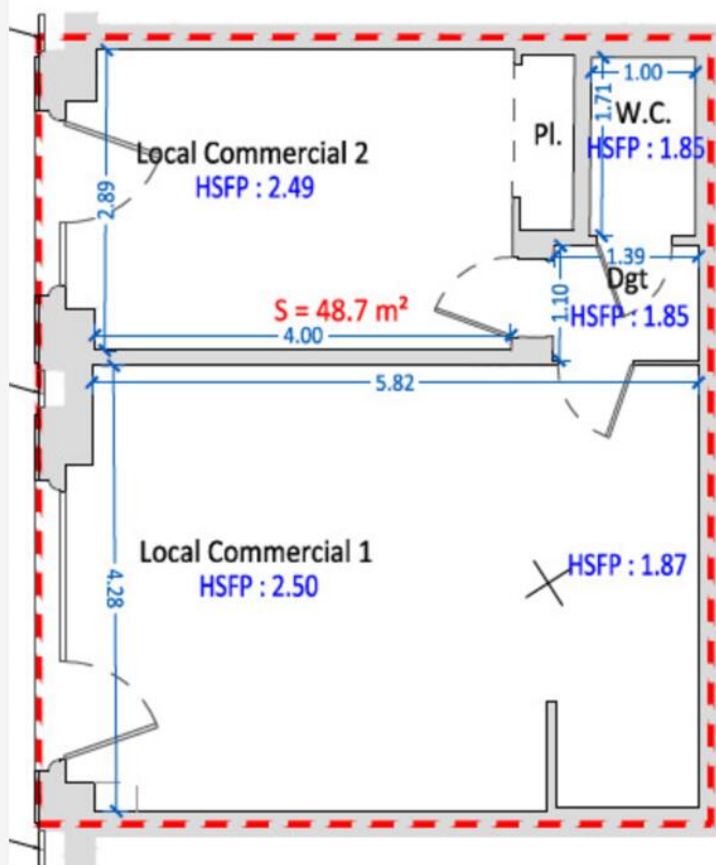 1.00
1.71
W.C.
HSFP : 1.85
Pl.
Local Commercial 2
HSFP : 2.49
2.89
1.39
Dgt
HSFP : 1.85
1.10
S = 48.7 m²
4.00
5.82
Local Commercial 1
HSFP : 2.50
HSFP : 1.87
4.28